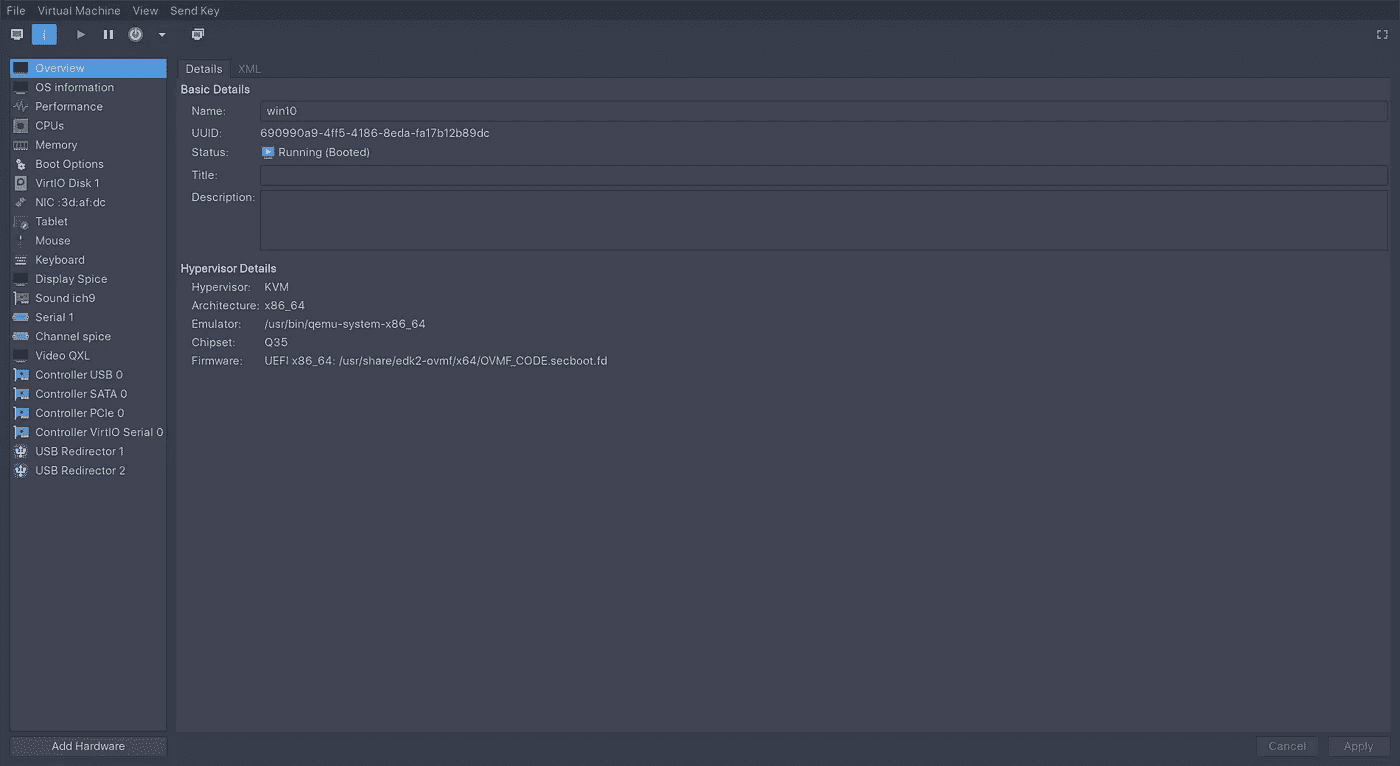 File Virtual Machine View Send Key
Overview
OS information
Performance
CPUs
Memory
Boot Options
VirtIO Disk 1
NIC :3d:af:dc
Tablet
Mouse
Keyboard
Display Spice
Sound ich9
Serial 1
Channel spice
Video QXL
Controller USB 0
Controller SATA 0
Controller PCIe 0
Controller VirtIO Serial 0
USB Redirector 1
USB Redirector 2
Add Hardware
Details XML
Basic Details
Name: win10
UUID: 690990a9-4ff5-4186-8eda-fa17b12b89dc
Status: Running (Booted)
Title:
Description:
Hypervisor Details
Hypervisor: KVM
Architecture: x86_64
Emulator: /usr/bin/qemu-system-x86_64
Chipset: Q35
Firmware: UEFI x86_64: /usr/share/edk2-ovmf/x64/OVMF_CODE.secboot.fd
Cancel Apply